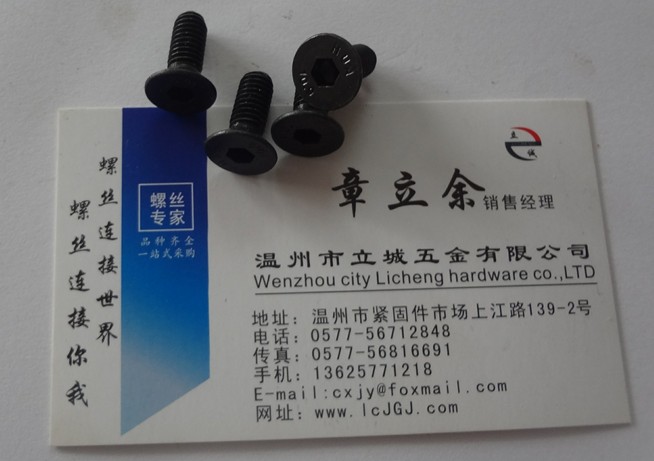 立
诚
章立余 销售经理
螺丝连接世界
螺丝连接你我
螺丝
专家
品种齐全
一站式采购
温州市立城五金有限公司
Wenzhou city Licheng hardware co.,LTD
地址：温州市紧固件市场上江路139-2号
电话：0577-56712848
传真：0577-56816691
手机：13625771218
E-mail:cxjy@foxmail.com
网址：www.lcJGJ.com